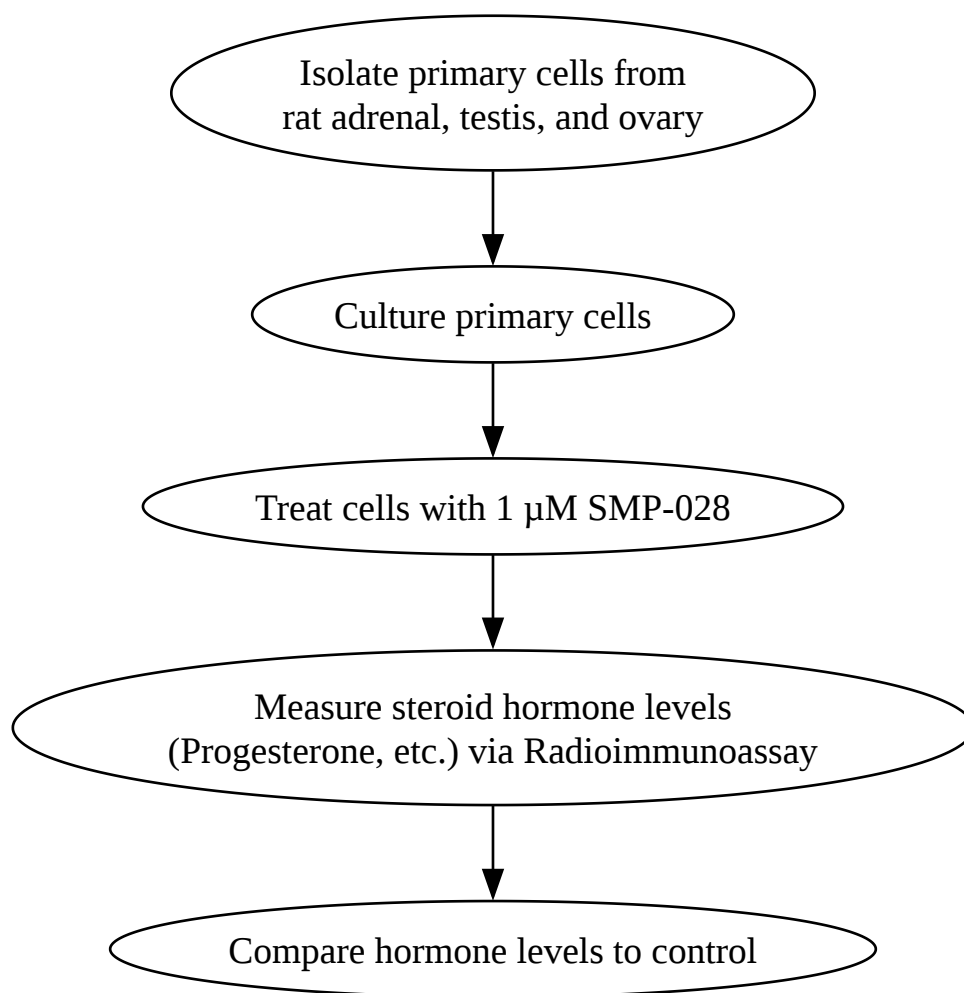 Isolate primary cells from
rat adrenal, testis, and ovary
Culture primary cells
Treat cells with 1 µM SMP-028
Measure steroid hormone levels
(Progesterone, etc.) via Radioimmunoassay
Compare hormone levels to control